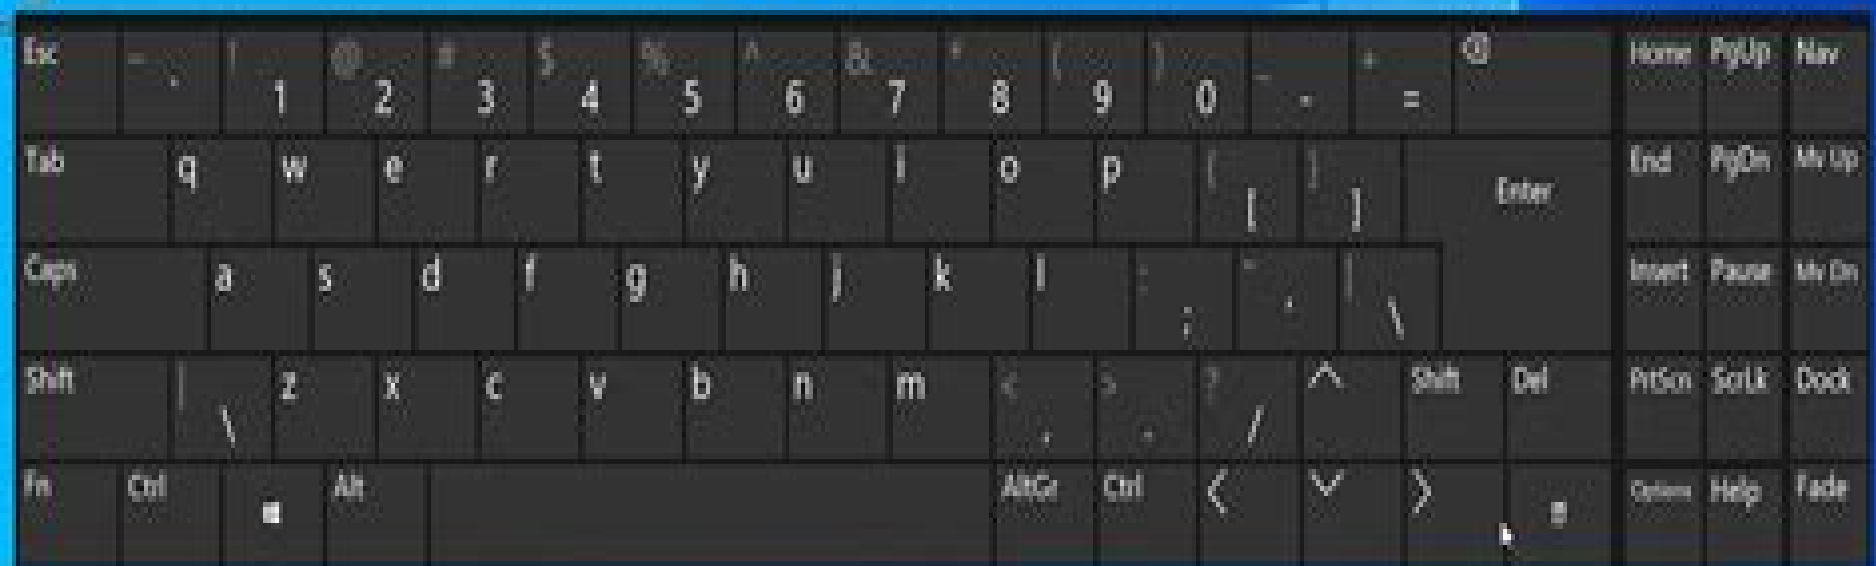 Esc ~ ` ! 1 @ 2 # 3 $ 4 % 5 ^ 6 & 7 * 8 ( 9 ) 0 _ - + = ⌫ Home PgUp Nav
Tab q w e r t y u i o p { [ } ] Enter End PgDn Mv Up
Caps a s d f g h j k l : ; " ' | \ Insert Pause Mv Dn
Shift | \ z x c v b n m < , > . ? / ^ Shift Del PrtScn ScrLk Dock
Fn Ctrl Alt AltGr Ctrl < ∨ > Options Help Fade